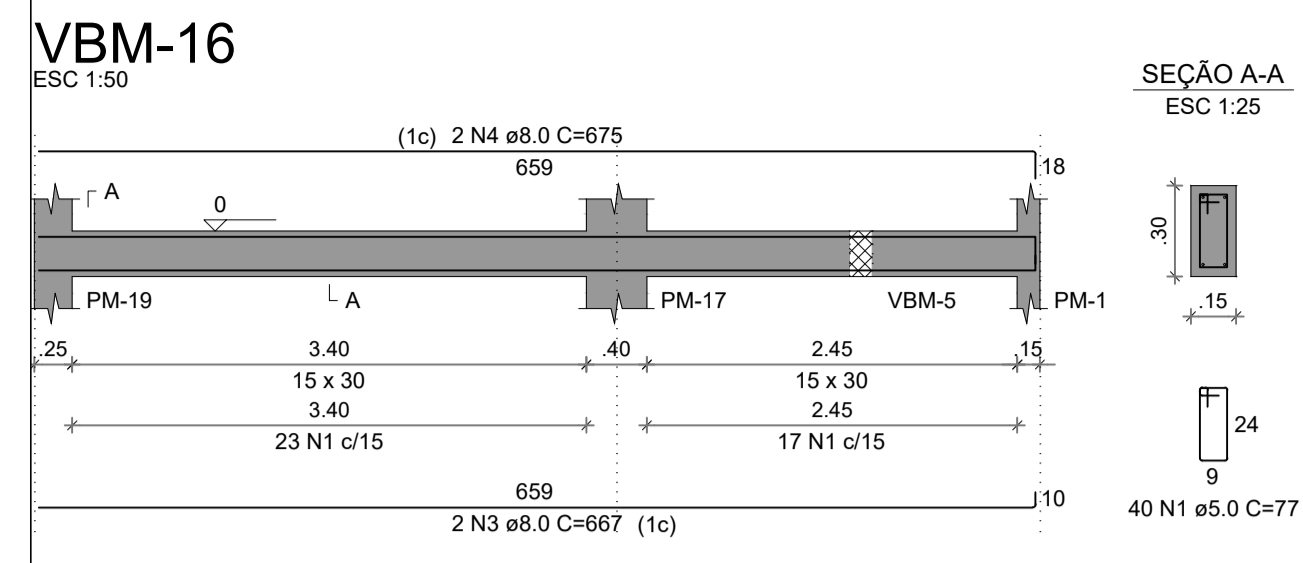 VBM-16
ESC 1:50
SEÇÃO A-A
ESC 1:25
(1c) 2 N4 ø8.0 C=675
659
18
A
0
.30
PM-19
A
PM-17
VBM-5
PM-1
.15
.25 3.40 .40 2.45 .15
15 x 30 15 x 30
3.40 2.45
23 N1 c/15 17 N1 c/15
24
9
40 N1 ø5.0 C=77
659
10
2 N3 ø8.0 C=667 (1c)